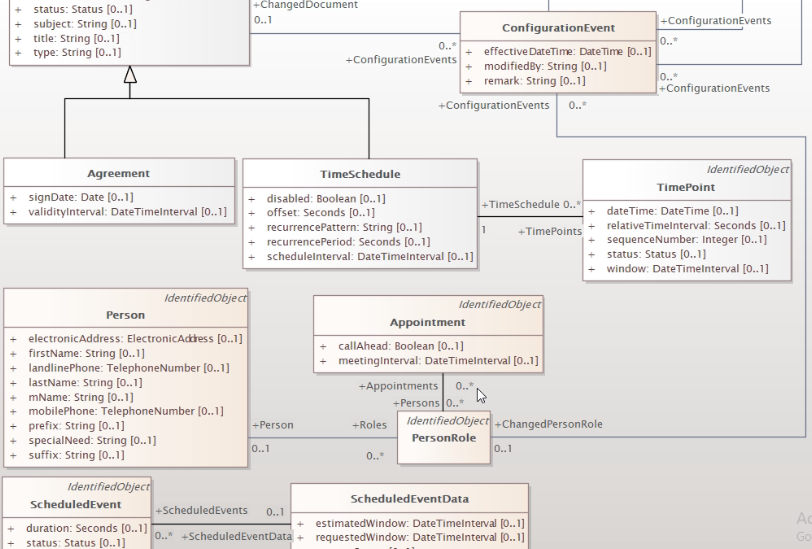 + status: Status [0..1]
+ subject: String [0..1]
+ title: String [0..1]
+ type: String [0..1]
+ChangedDocument
0..1
0..*
+ConfigurationEvents
ConfigurationEvent
+ effectiveDateTime: DateTime [0..1]
+ modifiedBy: String [0..1]
+ remark: String [0..1]
+ConfigurationEvents
0..*
0..*
+ConfigurationEvents
+ConfigurationEvents 0..*
Agreement
+ signDate: Date [0..1]
+ validityInterval: DateTimeInterval [0..1]
TimeSchedule
+ disabled: Boolean [0..1]
+ offset: Seconds [0..1]
+ recurrencePattern: String [0..1]
+ recurrencePeriod: Seconds [0..1]
+ scheduleInterval: DateTimeInterval [0..1]
+TimeSchedule 0..*
1 +TimePoints
IdentifiedObject
TimePoint
+ dateTime: DateTime [0..1]
+ relativeTimeInterval: Seconds [0..1]
+ sequenceNumber: Integer [0..1]
+ status: Status [0..1]
+ window: DateTimeInterval [0..1]
IdentifiedObject
Person
+ electronicAddress: ElectronicAddress [0..1]
+ firstName: String [0..1]
+ landlinePhone: TelephoneNumber [0..1]
+ lastName: String [0..1]
+ mName: String [0..1]
+ mobilePhone: TelephoneNumber [0..1]
+ prefix: String [0..1]
+ specialNeed: String [0..1]
+ suffix: String [0..1]
IdentifiedObject
Appointment
+ callAhead: Boolean [0..1]
+ meetingInterval: DateTimeInterval [0..1]
+Appointments 0..*
+Persons 0..*
+Person +Roles
0..1 0..*
IdentifiedObject
PersonRole
+ChangedPersonRole
0..1
IdentifiedObject
ScheduledEvent
+ duration: Seconds [0..1]
+ status: Status [0..1]
+ScheduledEvents 0..1
0..* +ScheduledEventData
ScheduledEventData
+ estimatedWindow: DateTimeInterval [0..1]
+ requestedWindow: DateTimeInterval [0..1]